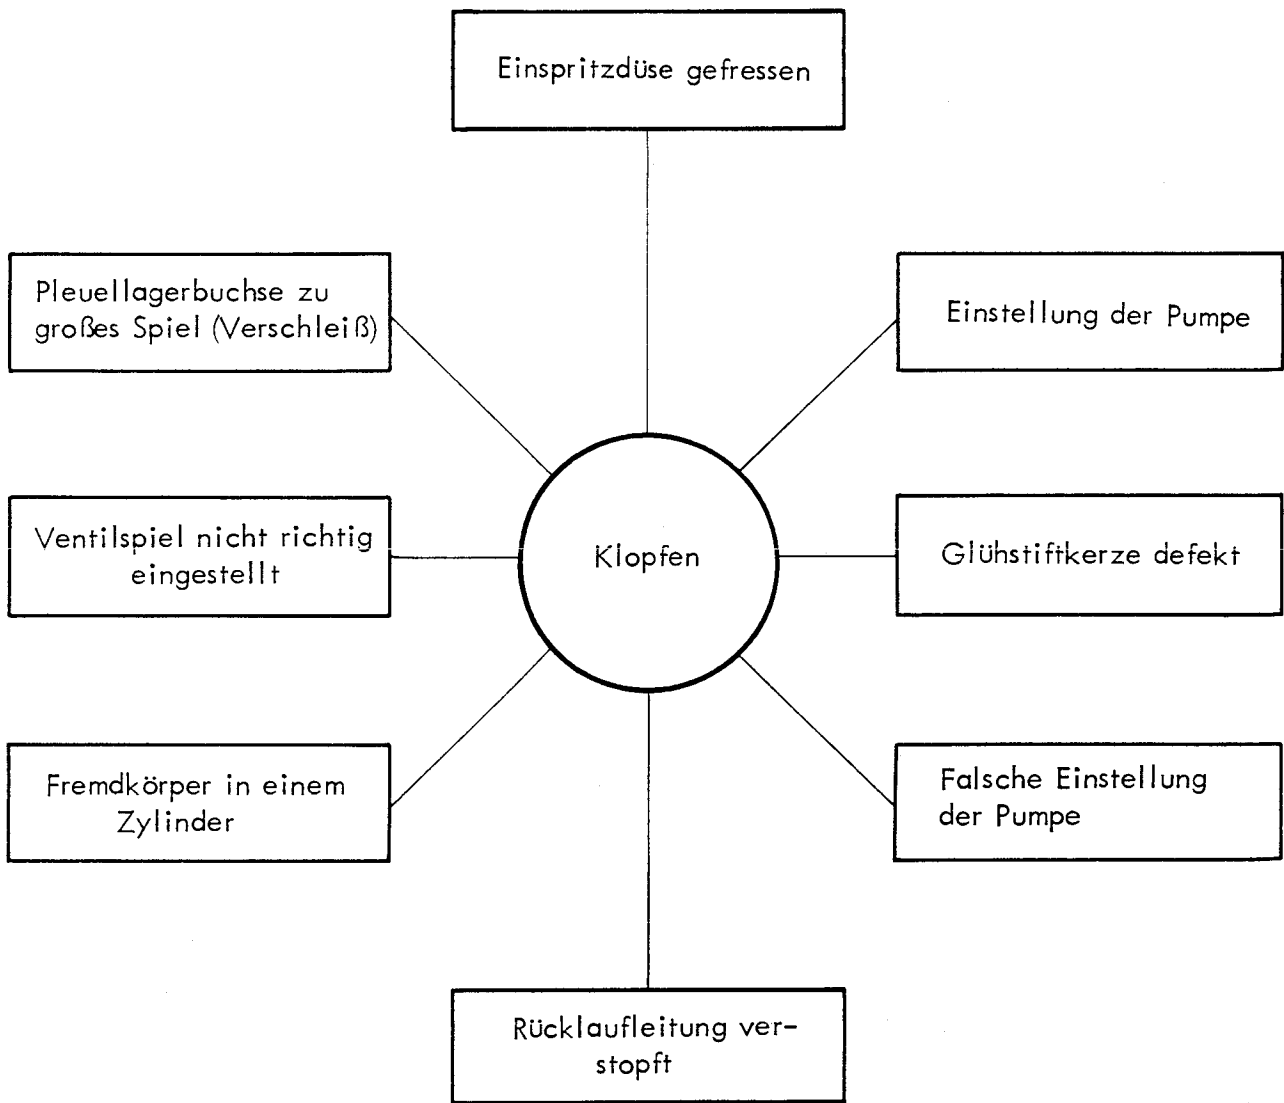 Einspritzdüse gefressen
Pleuellagerbuchse zu
großes Spiel (Verschleiß)
Einstellung der Pumpe
Ventilspiel nicht richtig
eingestellt
Klopfen
Glühstiftkerze defekt
Fremdkörper in einem
Zylinder
Falsche Einstellung
der Pumpe
Rücklaufleitung ver-
stopft